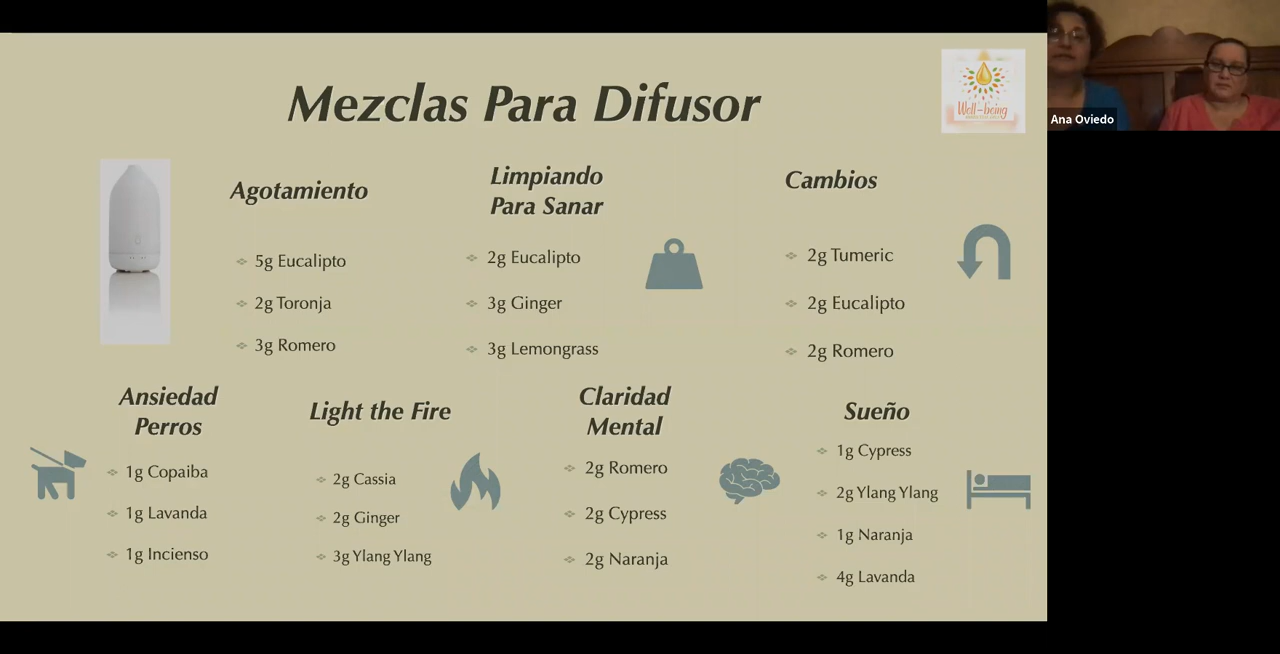 Mezclas Para Difusor
Well-being
Ana Oviedo
Agotamiento
5g Eucalipto
2g Toronja
3g Romero
Limpiando
Para Sanar
2g Eucalipto
3g Ginger
3g Lemongrass
Cambios
2g Tumeric
2g Eucalipto
2g Romero
Ansiedad
Perros
1g Copaiba
1g Lavanda
1g Incienso
Light the Fire
2g Cassia
2g Ginger
3g Ylang Ylang
Claridad
Mental
2g Romero
2g Cypress
2g Naranja
Sueño
1g Cypress
2g Ylang Ylang
1g Naranja
4g Lavanda